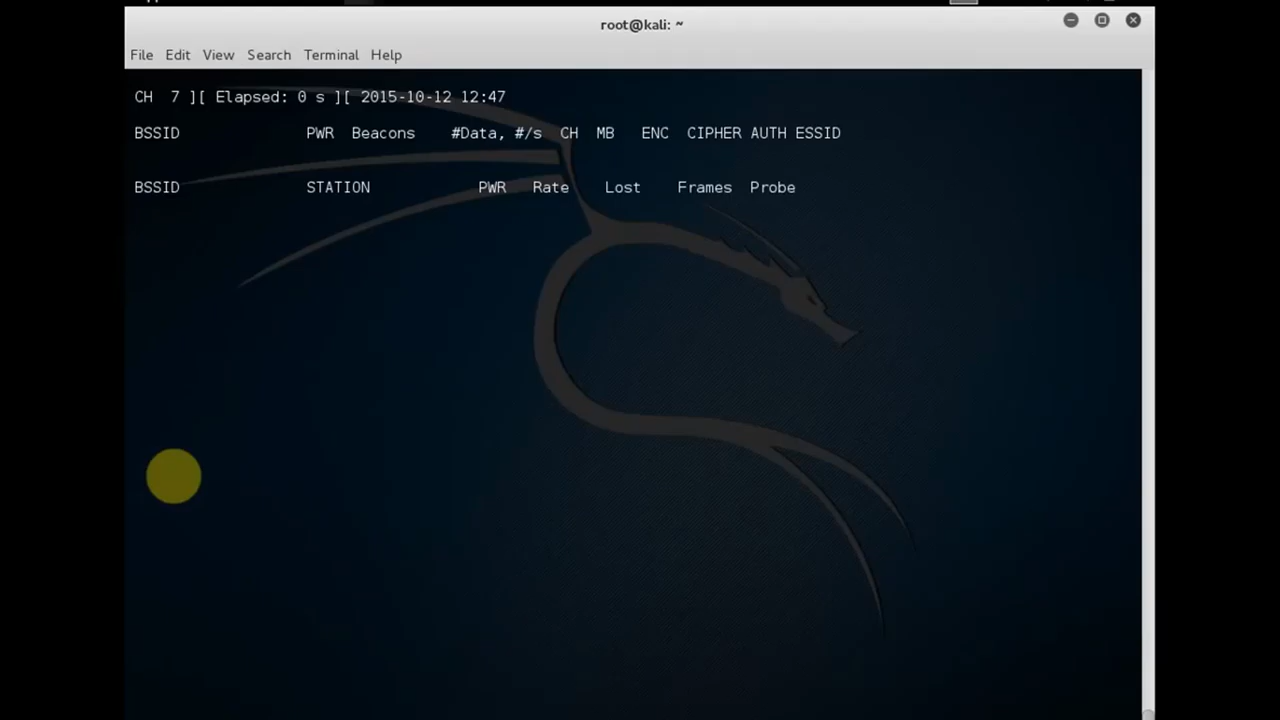 root@kali: ~
File Edit View Search Terminal Help
CH 7 ][ Elapsed: 0 s ][ 2015-10-12 12:47
BSSID PWR Beacons #Data, #/s CH MB ENC CIPHER AUTH ESSID
BSSID STATION PWR Rate Lost Frames Probe